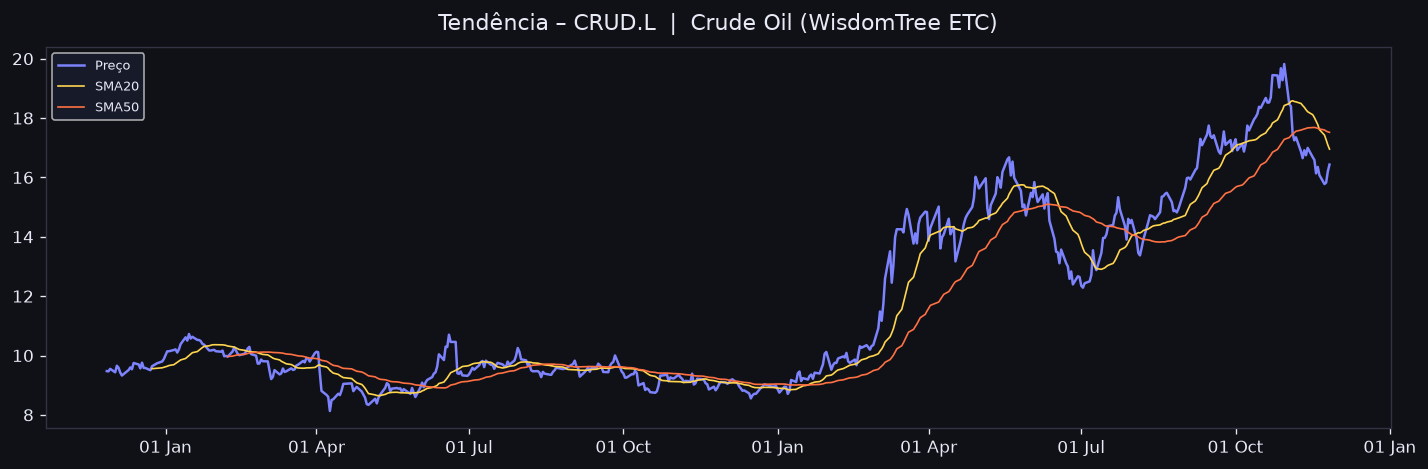 Tendência – CRUD.L | Crude Oil (WisdomTree ETC)
Preço
SMA20
SMA50
20
18
16
14
12
10
8
01 Jan 01 Apr 01 Jul 01 Oct 01 Jan 01 Apr 01 Jul 01 Oct 01 Jan